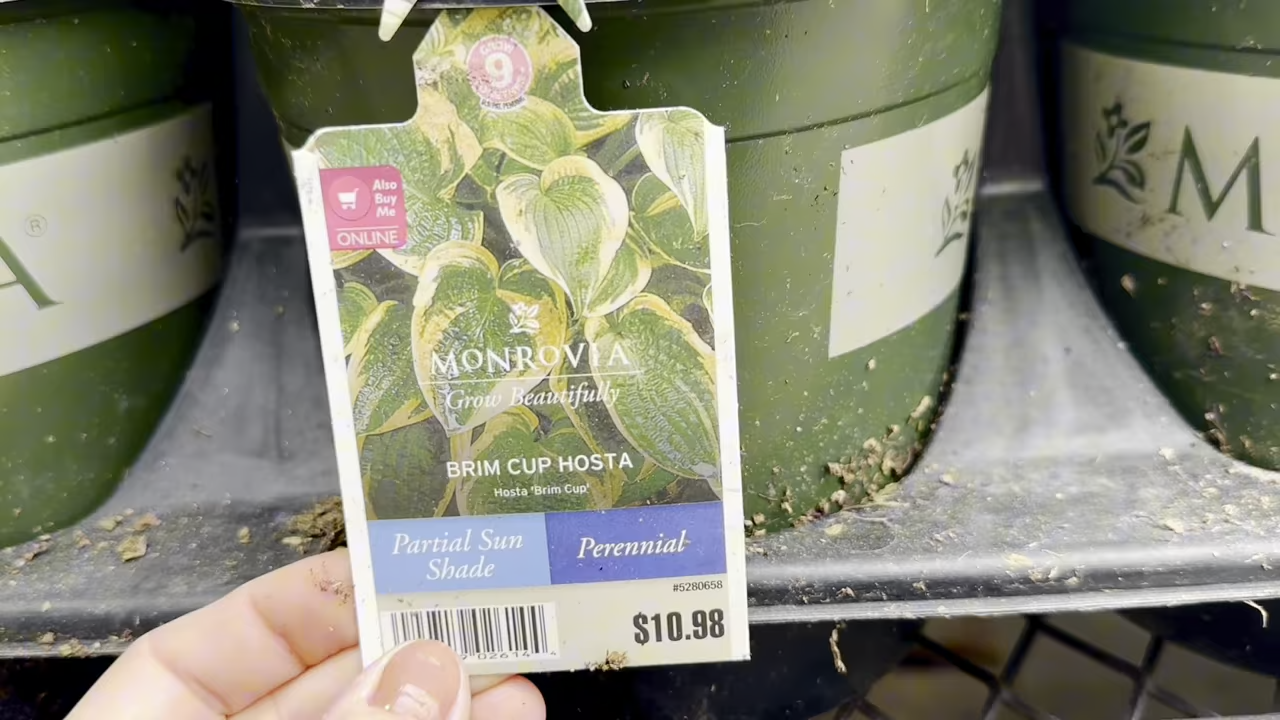 GROW
9
Also
Buy
Me
ONLINE
MONROVIA
Grow Beautifully
BRIM CUP HOSTA
Hosta 'Brim Cup'
Partial Sun
Shade
Perennial
#5280658
$10.98
02614
A®
M